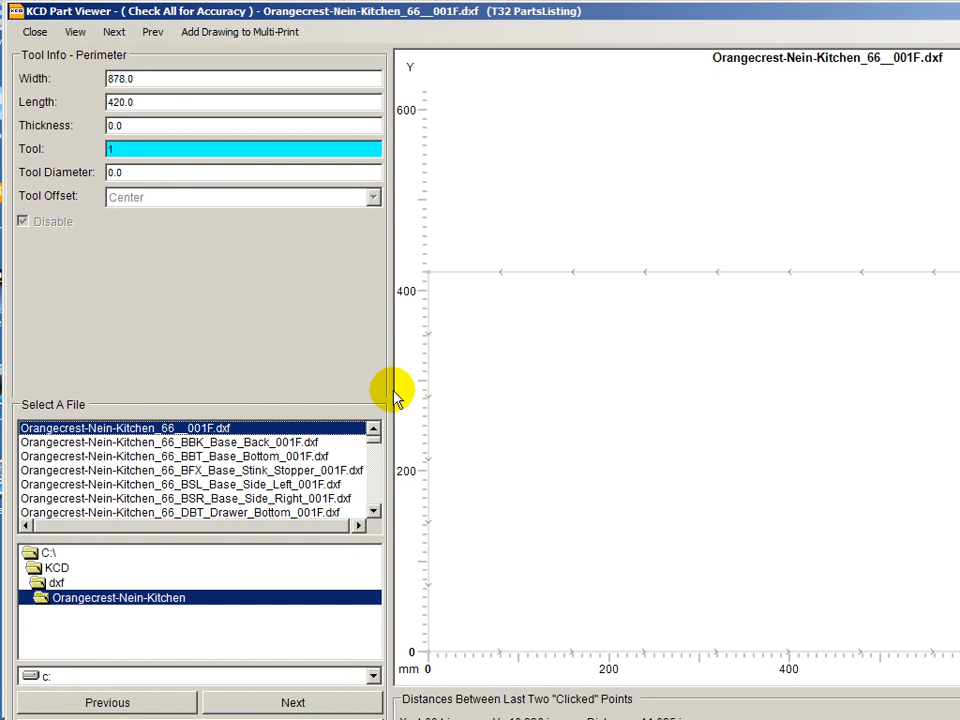 KCD Part Viewer - ( Check All for Accuracy ) - Orangecrest-Nein-Kitchen_66__001F.dxf   (T32 PartsListing)
Close View Next Prev Add Drawing to Multi-Print
Tool Info - Perimeter
Width: 878.0
Length: 420.0
Thickness: 0.0
Tool: 1
Tool Diameter: 0.0
Tool Offset: Center
Disable
Select A File
Orangecrest-Nein-Kitchen_66__001F.dxf
Orangecrest-Nein-Kitchen_66_BBK_Base_Back_001F.dxf
Orangecrest-Nein-Kitchen_66_BBT_Base_Bottom_001F.dxf
Orangecrest-Nein-Kitchen_66_BFX_Base_Stink_Stopper_001F.dxf
Orangecrest-Nein-Kitchen_66_BSL_Base_Side_Left_001F.dxf
Orangecrest-Nein-Kitchen_66_BSR_Base_Side_Right_001F.dxf
Orangecrest-Nein-Kitchen_66_DBT_Drawer_Bottom_001F.dxf
C:\
KCD
dxf
Orangecrest-Nein-Kitchen
c:
Previous Next
Orangecrest-Nein-Kitchen_66__001F.dxf
Y
600
400
200
0
mm 0 200 400
Distances Between Last Two "Clicked" Points